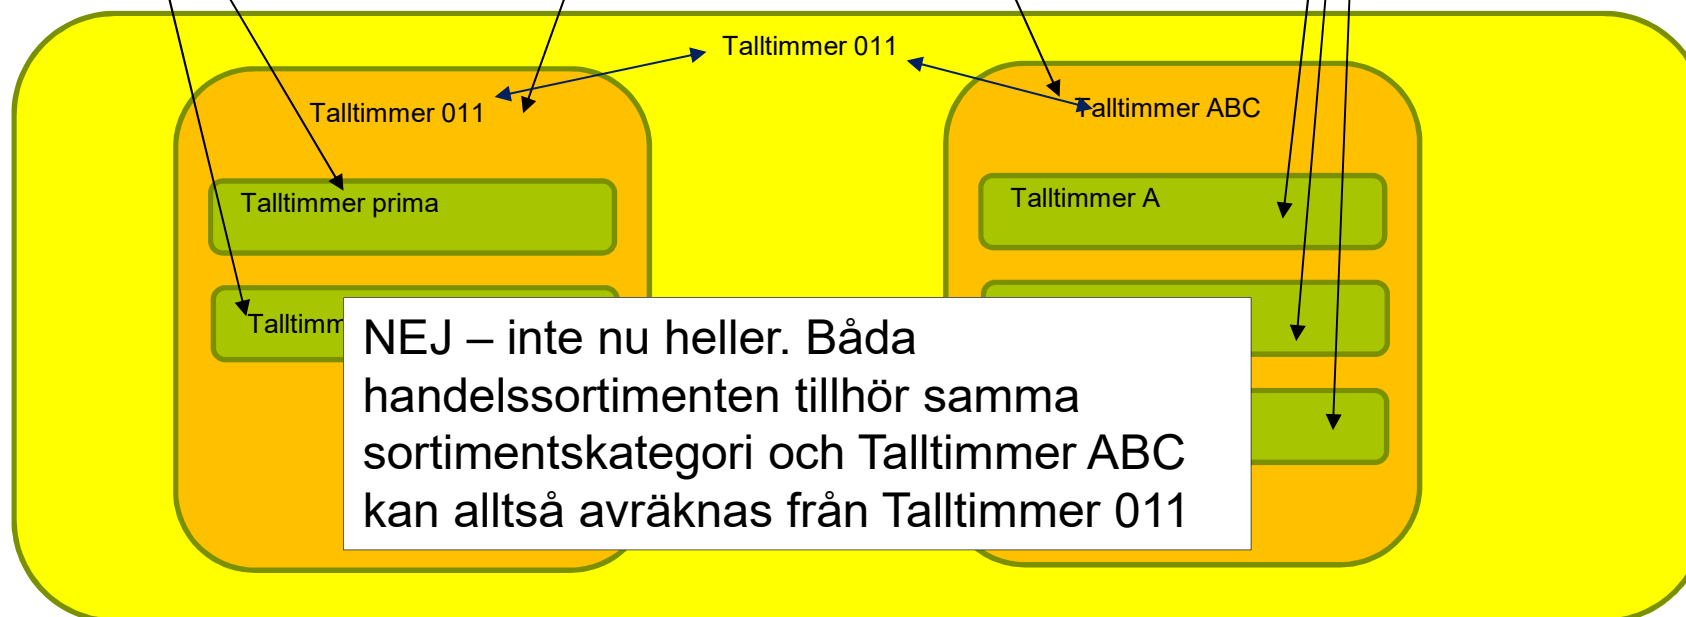 Talltimmer 011
Talltimmer 011
Talltimmer ABC
Talltimmer prima
Talltimmer A
NEJ – inte nu heller. Båda
handelssortimenten tillhör samma
sortimentskategori och Talltimmer ABC
kan alltså avräknas från Talltimmer 011